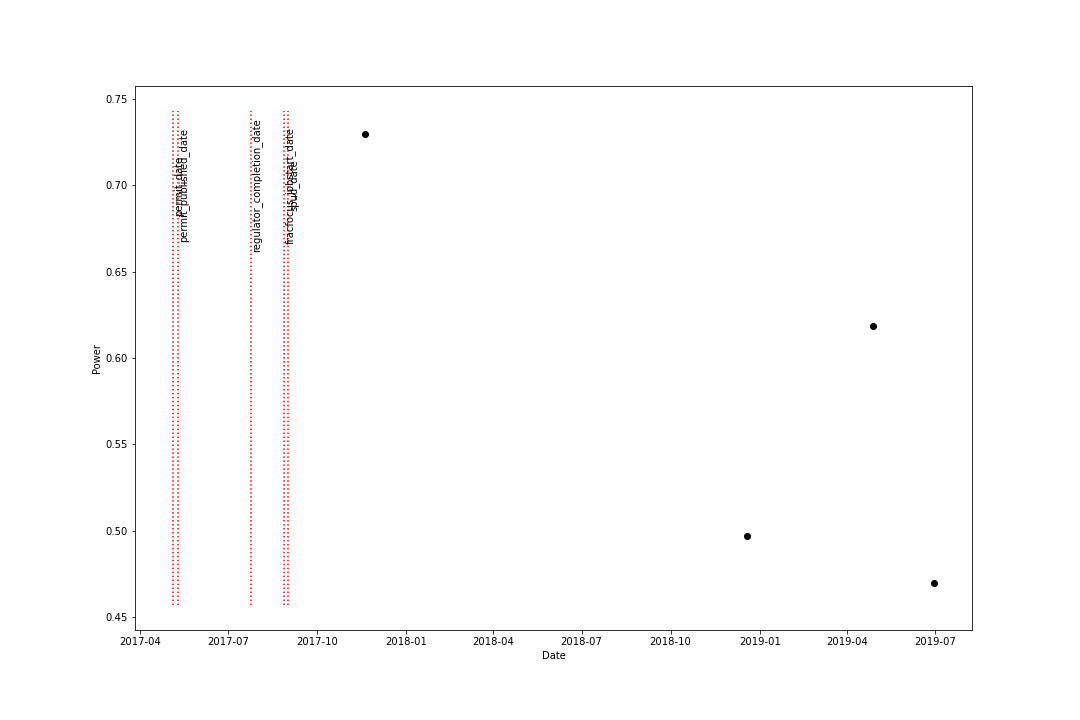 0.75
0.70
0.65
0.60
0.55
0.50
0.45
Power
permit_date
permit_published_date
regulator_completion_date
fracfocus_jobstart_date
spud_date
2017-04
2017-07
2017-10
2018-01
2018-04
2018-07
2018-10
2019-01
2019-04
2019-07
Date